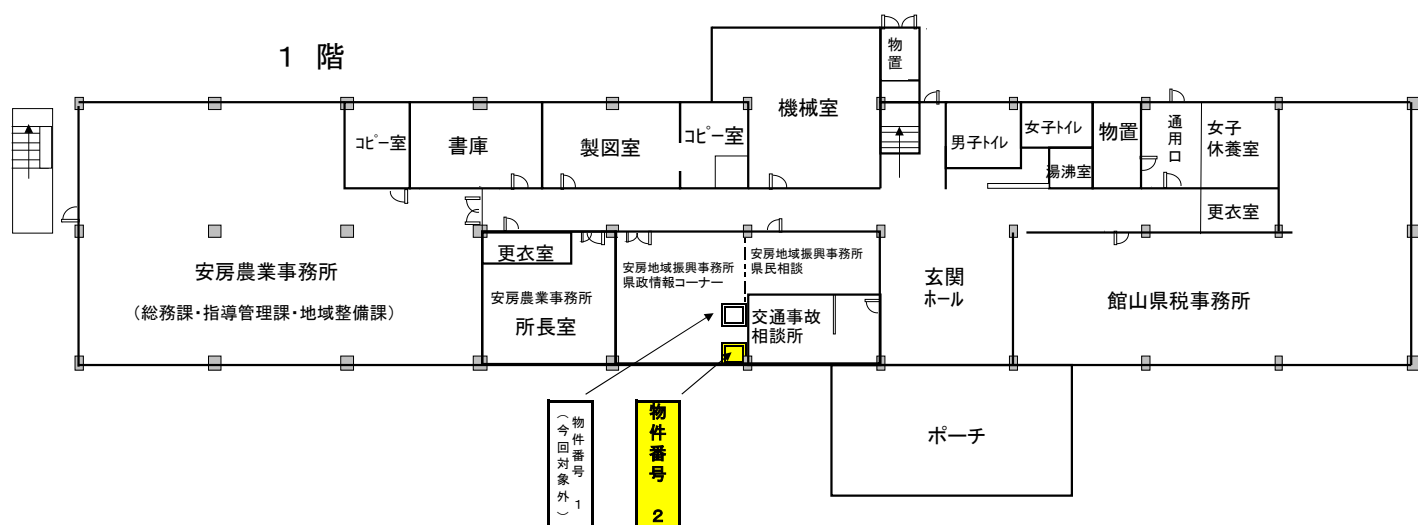 １ 階
物置
機械室
コピー室
書庫
製図室
コピー室
男子トイレ
女子トイレ
湯沸室
物置
通用口
女子
休養室
更衣室
安房農業事務所
（総務課・指導管理課・地域整備課）
更衣室
安房農業事務所
所長室
安房地域振興事務所
県政情報コーナー
安房地域振興事務所
県民相談
交通事故
相談所
玄関
ホール
館山県税事務所
ポーチ
物件番号 1
（今回対象外）
物件番号 2